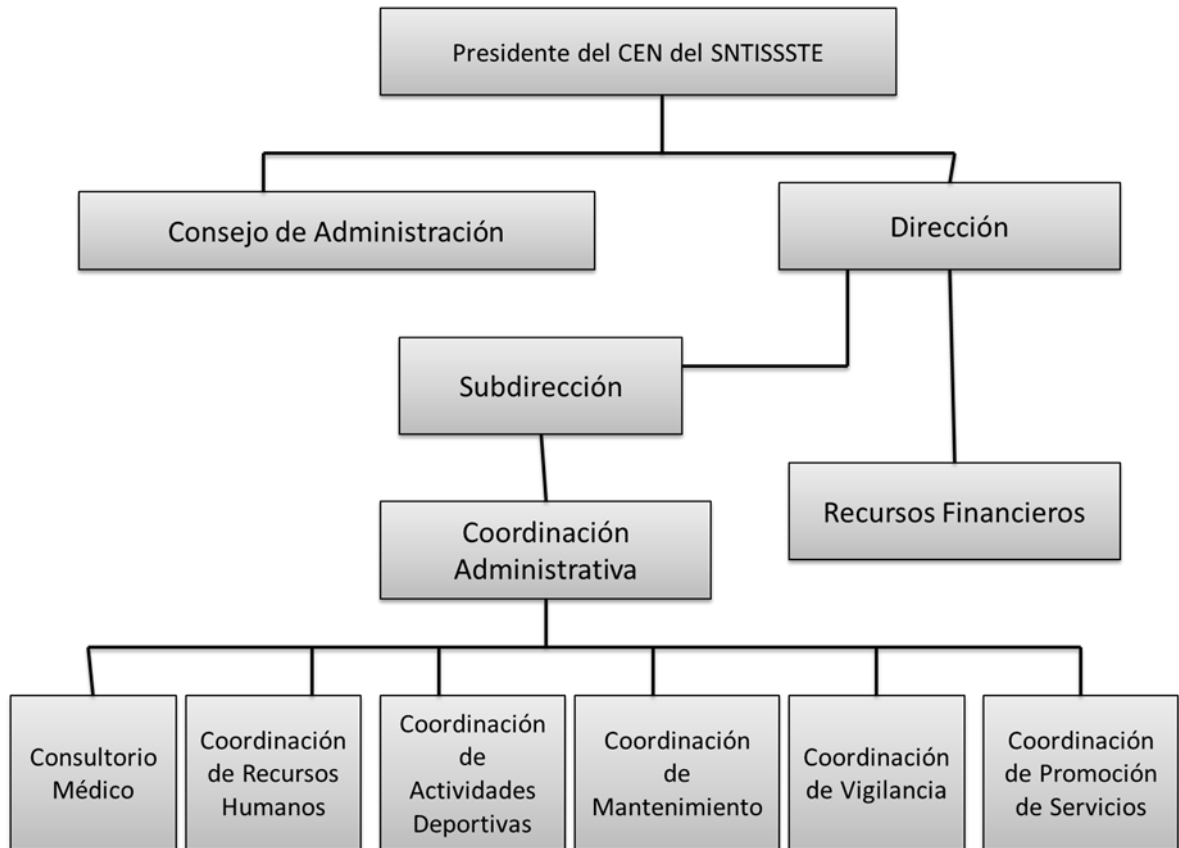 Presidente del CEN del SNTISSSTE
Consejo de Administración
Dirección
Subdirección
Recursos Financieros
Coordinación
Administrativa
Consultorio
Médico
Coordinación
de Recursos
Humanos
Coordinación
de
Actividades
Deportivas
Coordinación
de
Mantenimiento
Coordinación
de Vigilancia
Coordinación
de Promoción
de Servicios